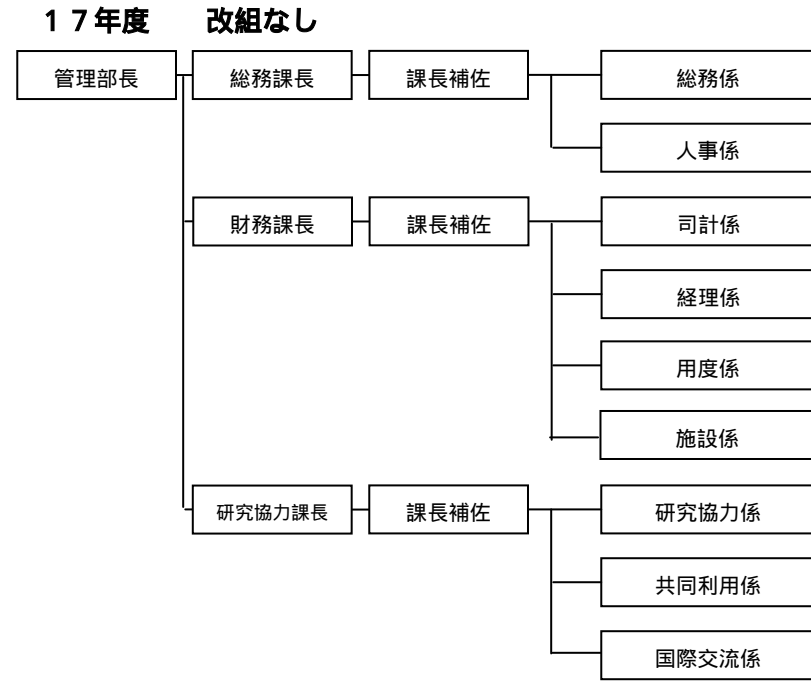 １７年度　　改組なし
管理部長　総務課長　課長補佐　総務係
人事係
財務課長　課長補佐　司計係
経理係
用度係
施設係
研究協力課長　課長補佐　研究協力係
共同利用係
国際交流係